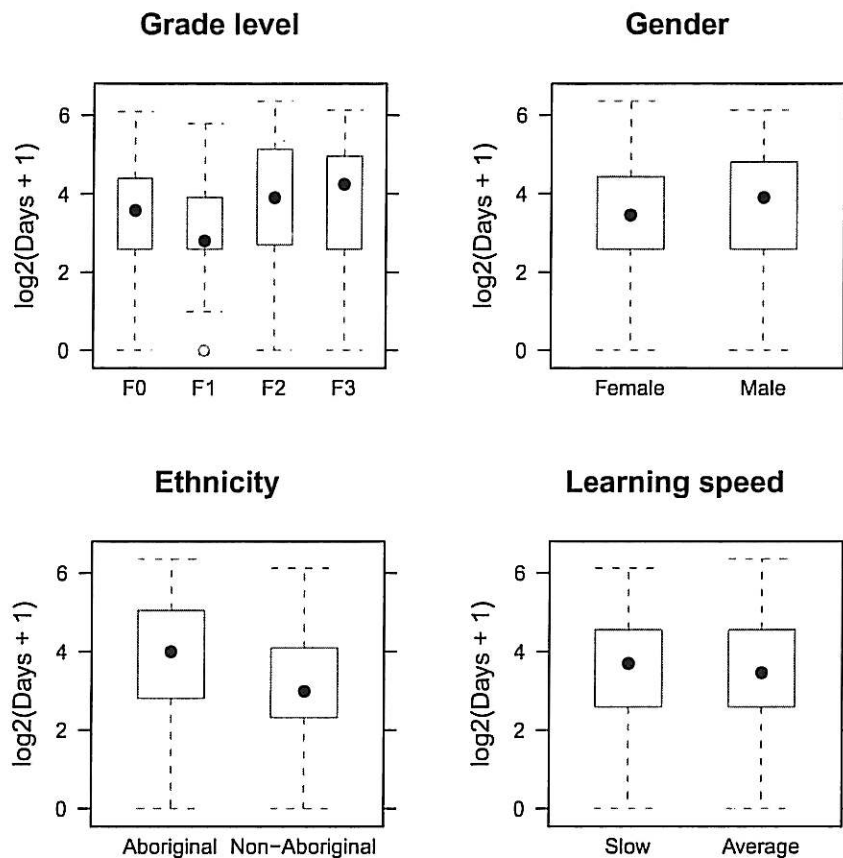 Grade level
log2(Days + 1)
6
4
2
0
F0 F1 F2 F3
Gender
log2(Days + 1)
6
4
2
0
Female Male
Ethnicity
log2(Days + 1)
6
4
2
0
Aboriginal Non-Aboriginal
Learning speed
log2(Days + 1)
6
4
2
0
Slow Average